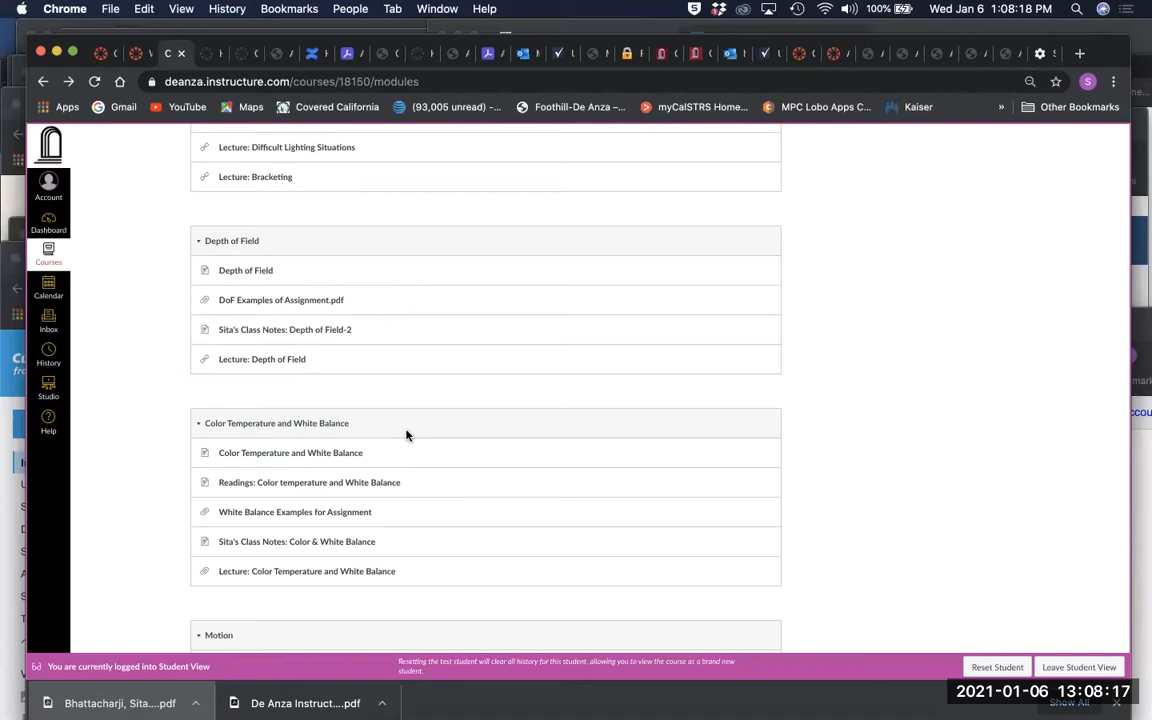 Chrome File Edit View History Bookmarks People Tab Window Help
100% Wed Jan 6 1:08:18 PM
deanza.instructure.com/courses/18150/modules
S
Apps Gmail YouTube Maps Covered California (93,005 unread) -... Foothill-De Anza –... myCalSTRS Home... MPC Lobo Apps C... Kaiser » Other Bookmarks
Lecture: Difficult Lighting Situations
Account
Lecture: Bracketing
Dashboard
Depth of Field
Courses
Depth of Field
Calendar
DoF Examples of Assignment.pdf
Inbox
Sita's Class Notes: Depth of Field-2
History
Lecture: Depth of Field
Studio
Color Temperature and White Balance
Help
Color Temperature and White Balance
Readings: Color temperature and White Balance
White Balance Examples for Assignment
Sita's Class Notes: Color & White Balance
Lecture: Color Temperature and White Balance
Motion
You are currently logged into Student View
Resetting the test student will clear all history for this student, allowing you to view the course as a brand new
student.
Reset Student
Leave Student View
2021-01-06 13:08:17
Bhattacharji, Sita....pdf
De Anza Instruct....pdf
Show All